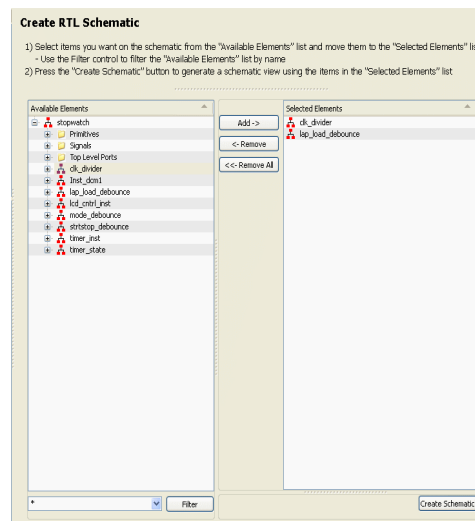 Create RTL Schematic
1) Select items you want on the schematic from the "Available Elements" list and move them to the "Selected Elements" lis
- Use the Filter control to filter the "Available Elements" list by name
2) Press the "Create Schematic" button to generate a schematic view using the items in the "Selected Elements" list
Available Elements
stopwatch
Primitives
Signals
Top Level Ports
clk_divider
Inst_dcm1
lap_load_debounce
lcd_cntrl_inst
mode_debounce
strtstop_debounce
timer_inst
timer_state
Add ->
<- Remove
<<- Remove All
Selected Elements
clk_divider
lap_load_debounce
*
Filter
Create Schematic